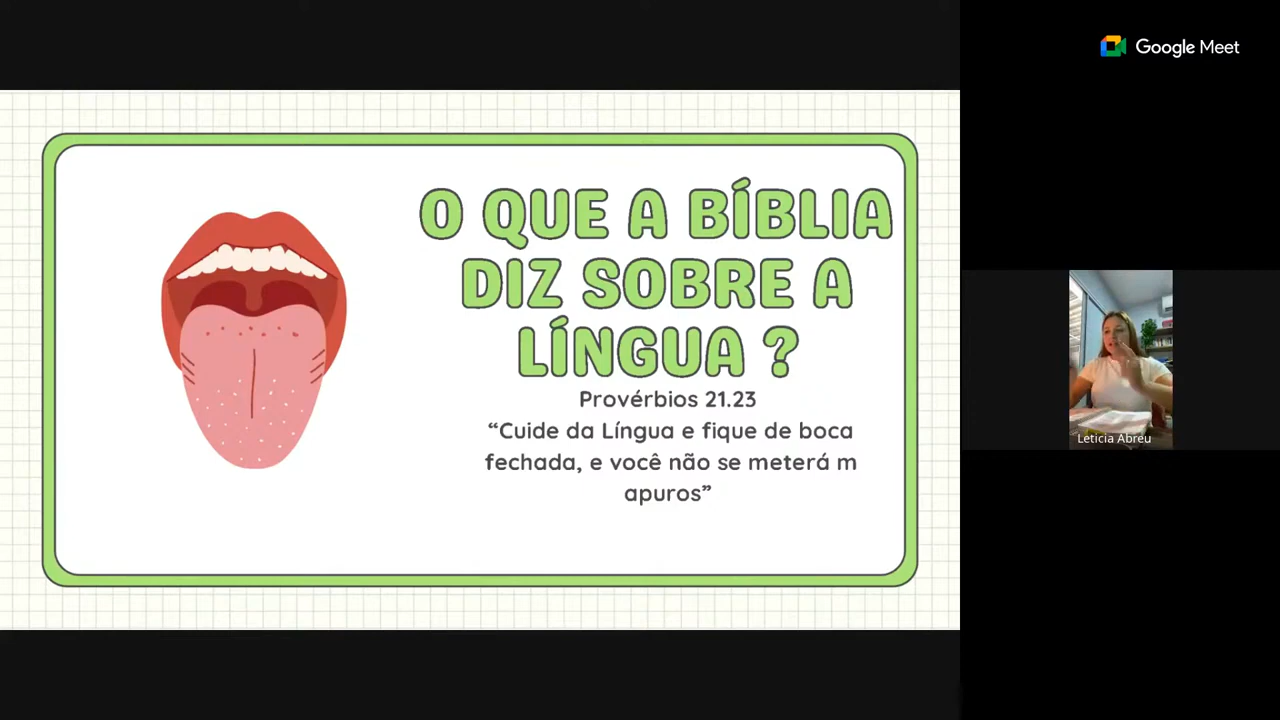 Google Meet
O QUE A BÍBLIA
DIZ SOBRE A
LÍNGUA ?
Provérbios 21.23
“Cuide da Língua e fique de boca
fechada, e você não se meterá m
apuros”
Leticia Abreu